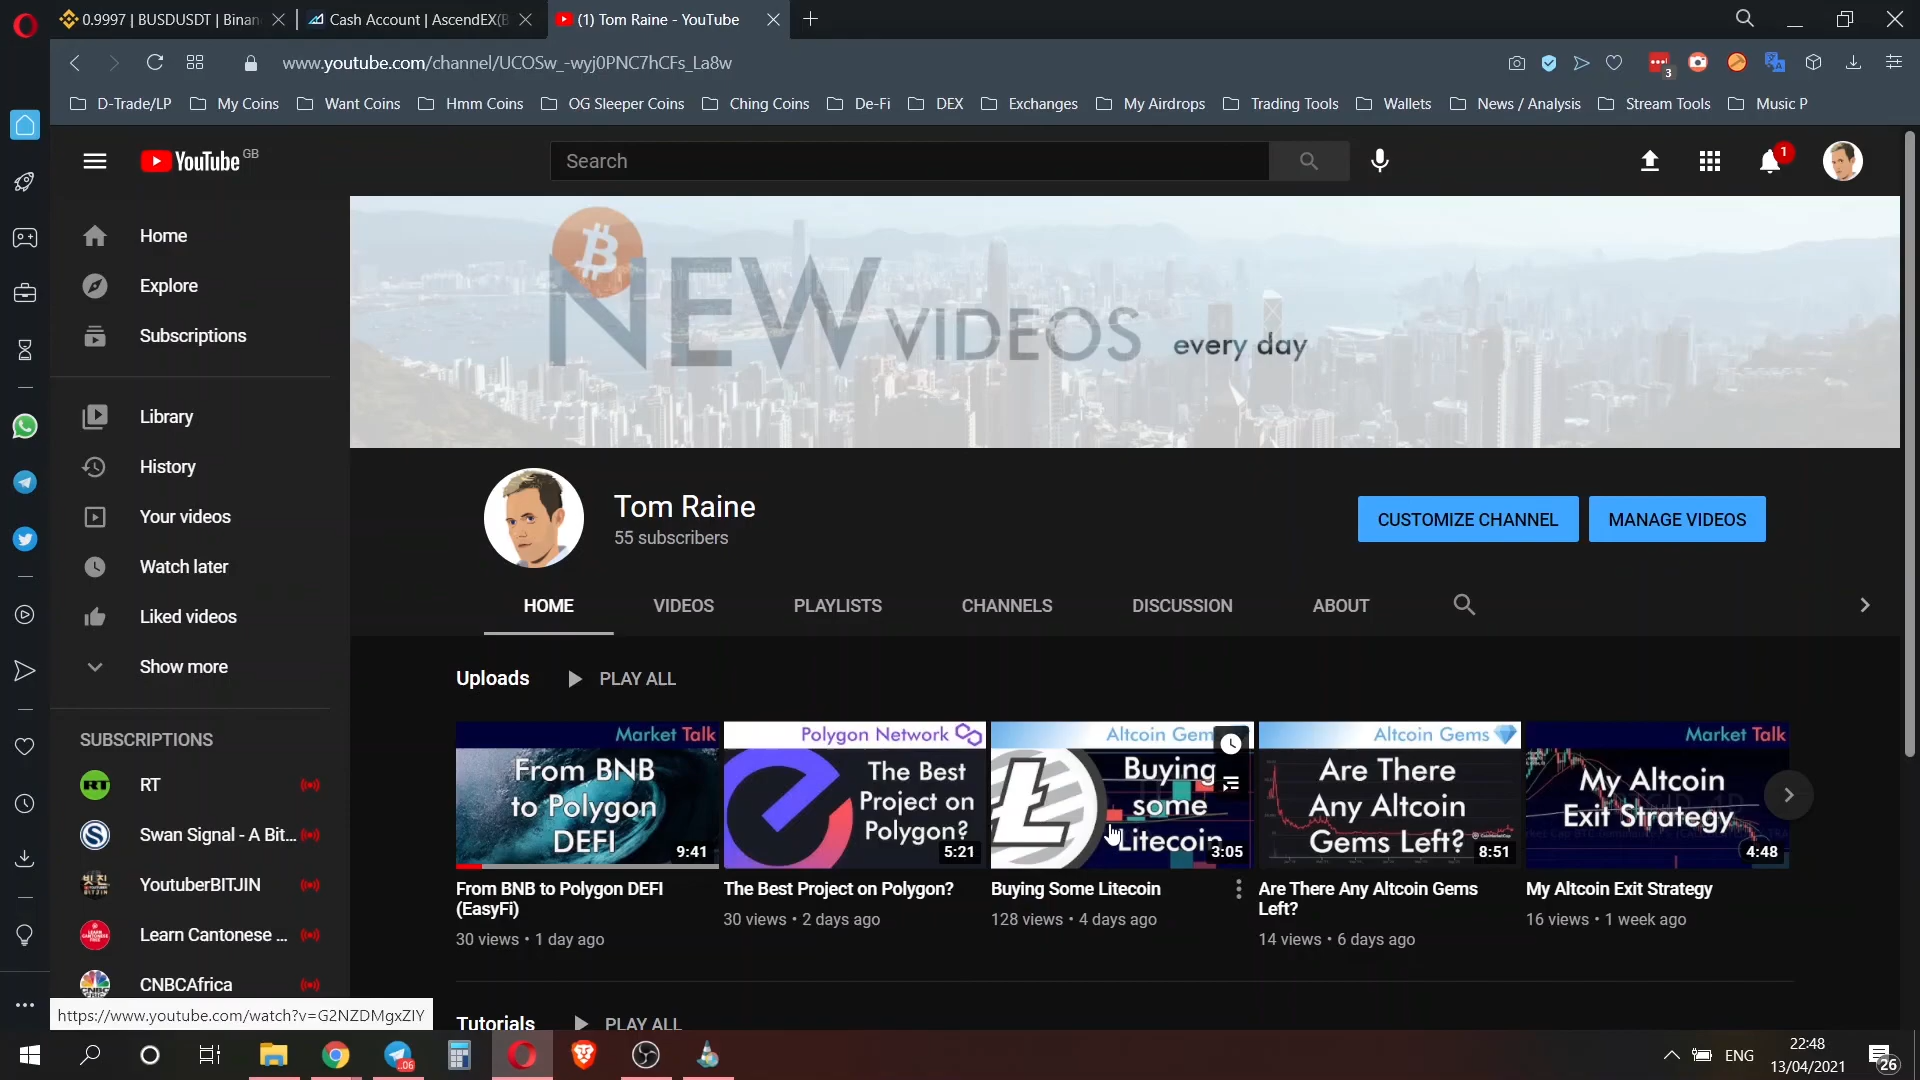 0.9997 | BUSDUSDT | Binan
Cash Account | AscendEX(B
(1) Tom Raine - YouTube
www.youtube.com/channel/UCOSw_-wyj0PNC7hCFs_La8w
3
D-Trade/LP
My Coins
Want Coins
Hmm Coins
OG Sleeper Coins
Ching Coins
De-Fi
DEX
Exchanges
My Airdrops
Trading Tools
Wallets
News / Analysis
Stream Tools
Music P
YouTube GB
Search
1
Home
Explore
Subscriptions
Library
History
Your videos
Watch later
Liked videos
Show more
SUBSCRIPTIONS
RT
Swan Signal - A Bit...
YoutuberBITJIN
Learn Cantonese ...
CNBCAfrica
NEW VIDEOS every day
Tom Raine
55 subscribers
CUSTOMIZE CHANNEL
MANAGE VIDEOS
HOME
VIDEOS
PLAYLISTS
CHANNELS
DISCUSSION
ABOUT
Uploads
PLAY ALL
Market Talk
From BNB
to Polygon
DEFI
9:41
From BNB to Polygon DEFI
(EasyFi)
30 views • 1 day ago
Polygon Network
The Best
Project on
Polygon?
5:21
The Best Project on Polygon?
30 views • 2 days ago
Altcoin Gem
Buying
some
Litecoin
3:05
Buying Some Litecoin
128 views • 4 days ago
Altcoin Gems
Are There
Any Altcoin
Gems Left?
8:51
Are There Any Altcoin Gems
Left?
14 views • 6 days ago
Market Talk
My Altcoin
Exit Strategy
4:48
My Altcoin Exit Strategy
16 views • 1 week ago
Tutorials
PLAY ALL
https://www.youtube.com/watch?v=G2NZDMgxZIY
06
ENG
22:48
13/04/2021
26